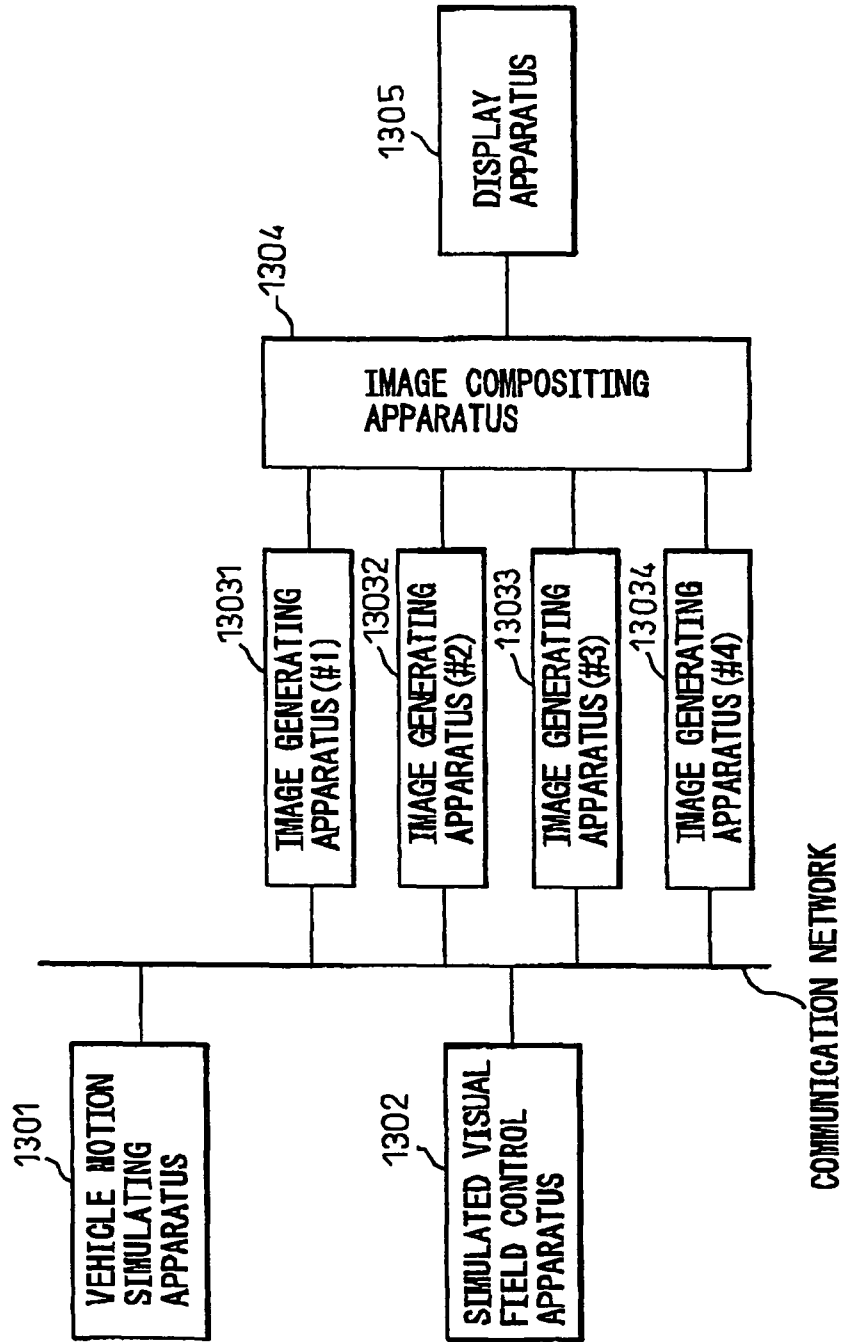 1301
VEHICLE MOTION
SIMULATING
APPARATUS
1302
SIMULATED VISUAL
FIELD CONTROL
APPARATUS
COMMUNICATION NETWORK
13031
IMAGE GENERATING
APPARATUS(#1)
13032
IMAGE GENERATING
APPARATUS(#2)
13033
IMAGE GENERATING
APPARATUS(#3)
13034
IMAGE GENERATING
APPARATUS(#4)
1304
IMAGE COMPOSITING
APPARATUS
1305
DISPLAY
APPARATUS